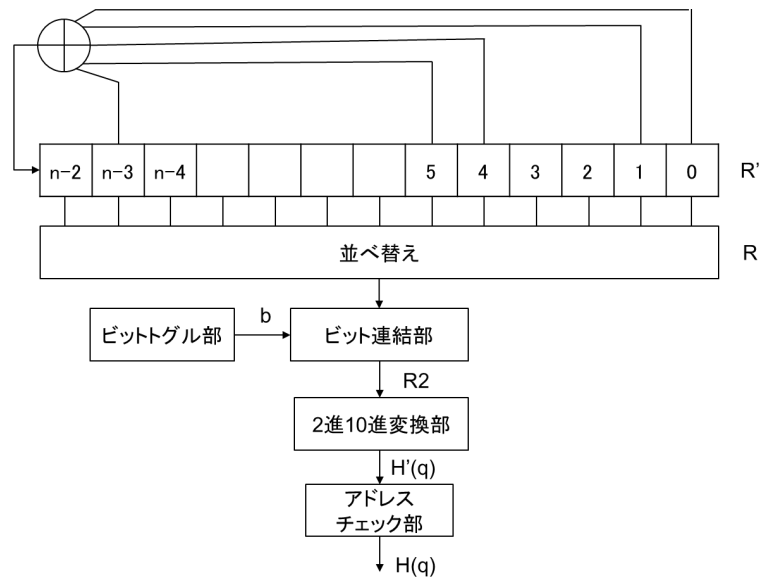 n-2 n-3 n-4 5 4 3 2 1 0 R'
並べ替え R
ビットトグル部 b ビット連結部
R2
2進10進変換部
H'(q)
アドレス
チェック部
H(q)